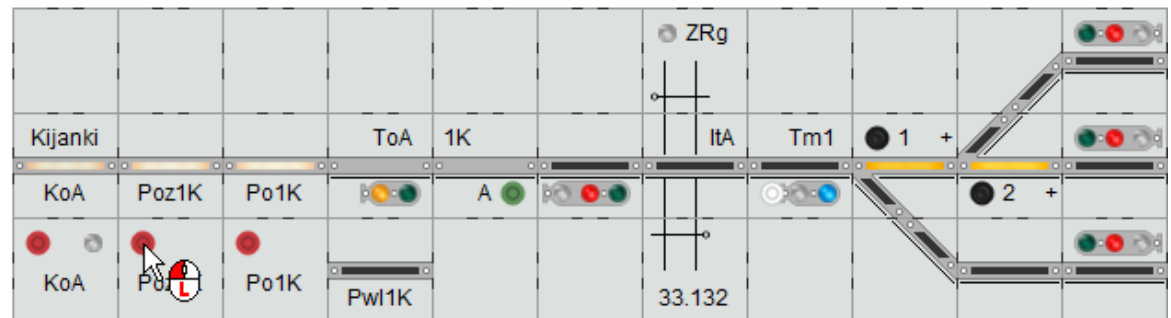 ZRg
Kijanki ToA 1K ItA Tm1 1 +
KoA Poz1K Po1K A 2 +
KoA Po1K Pwl1K 33.132
L